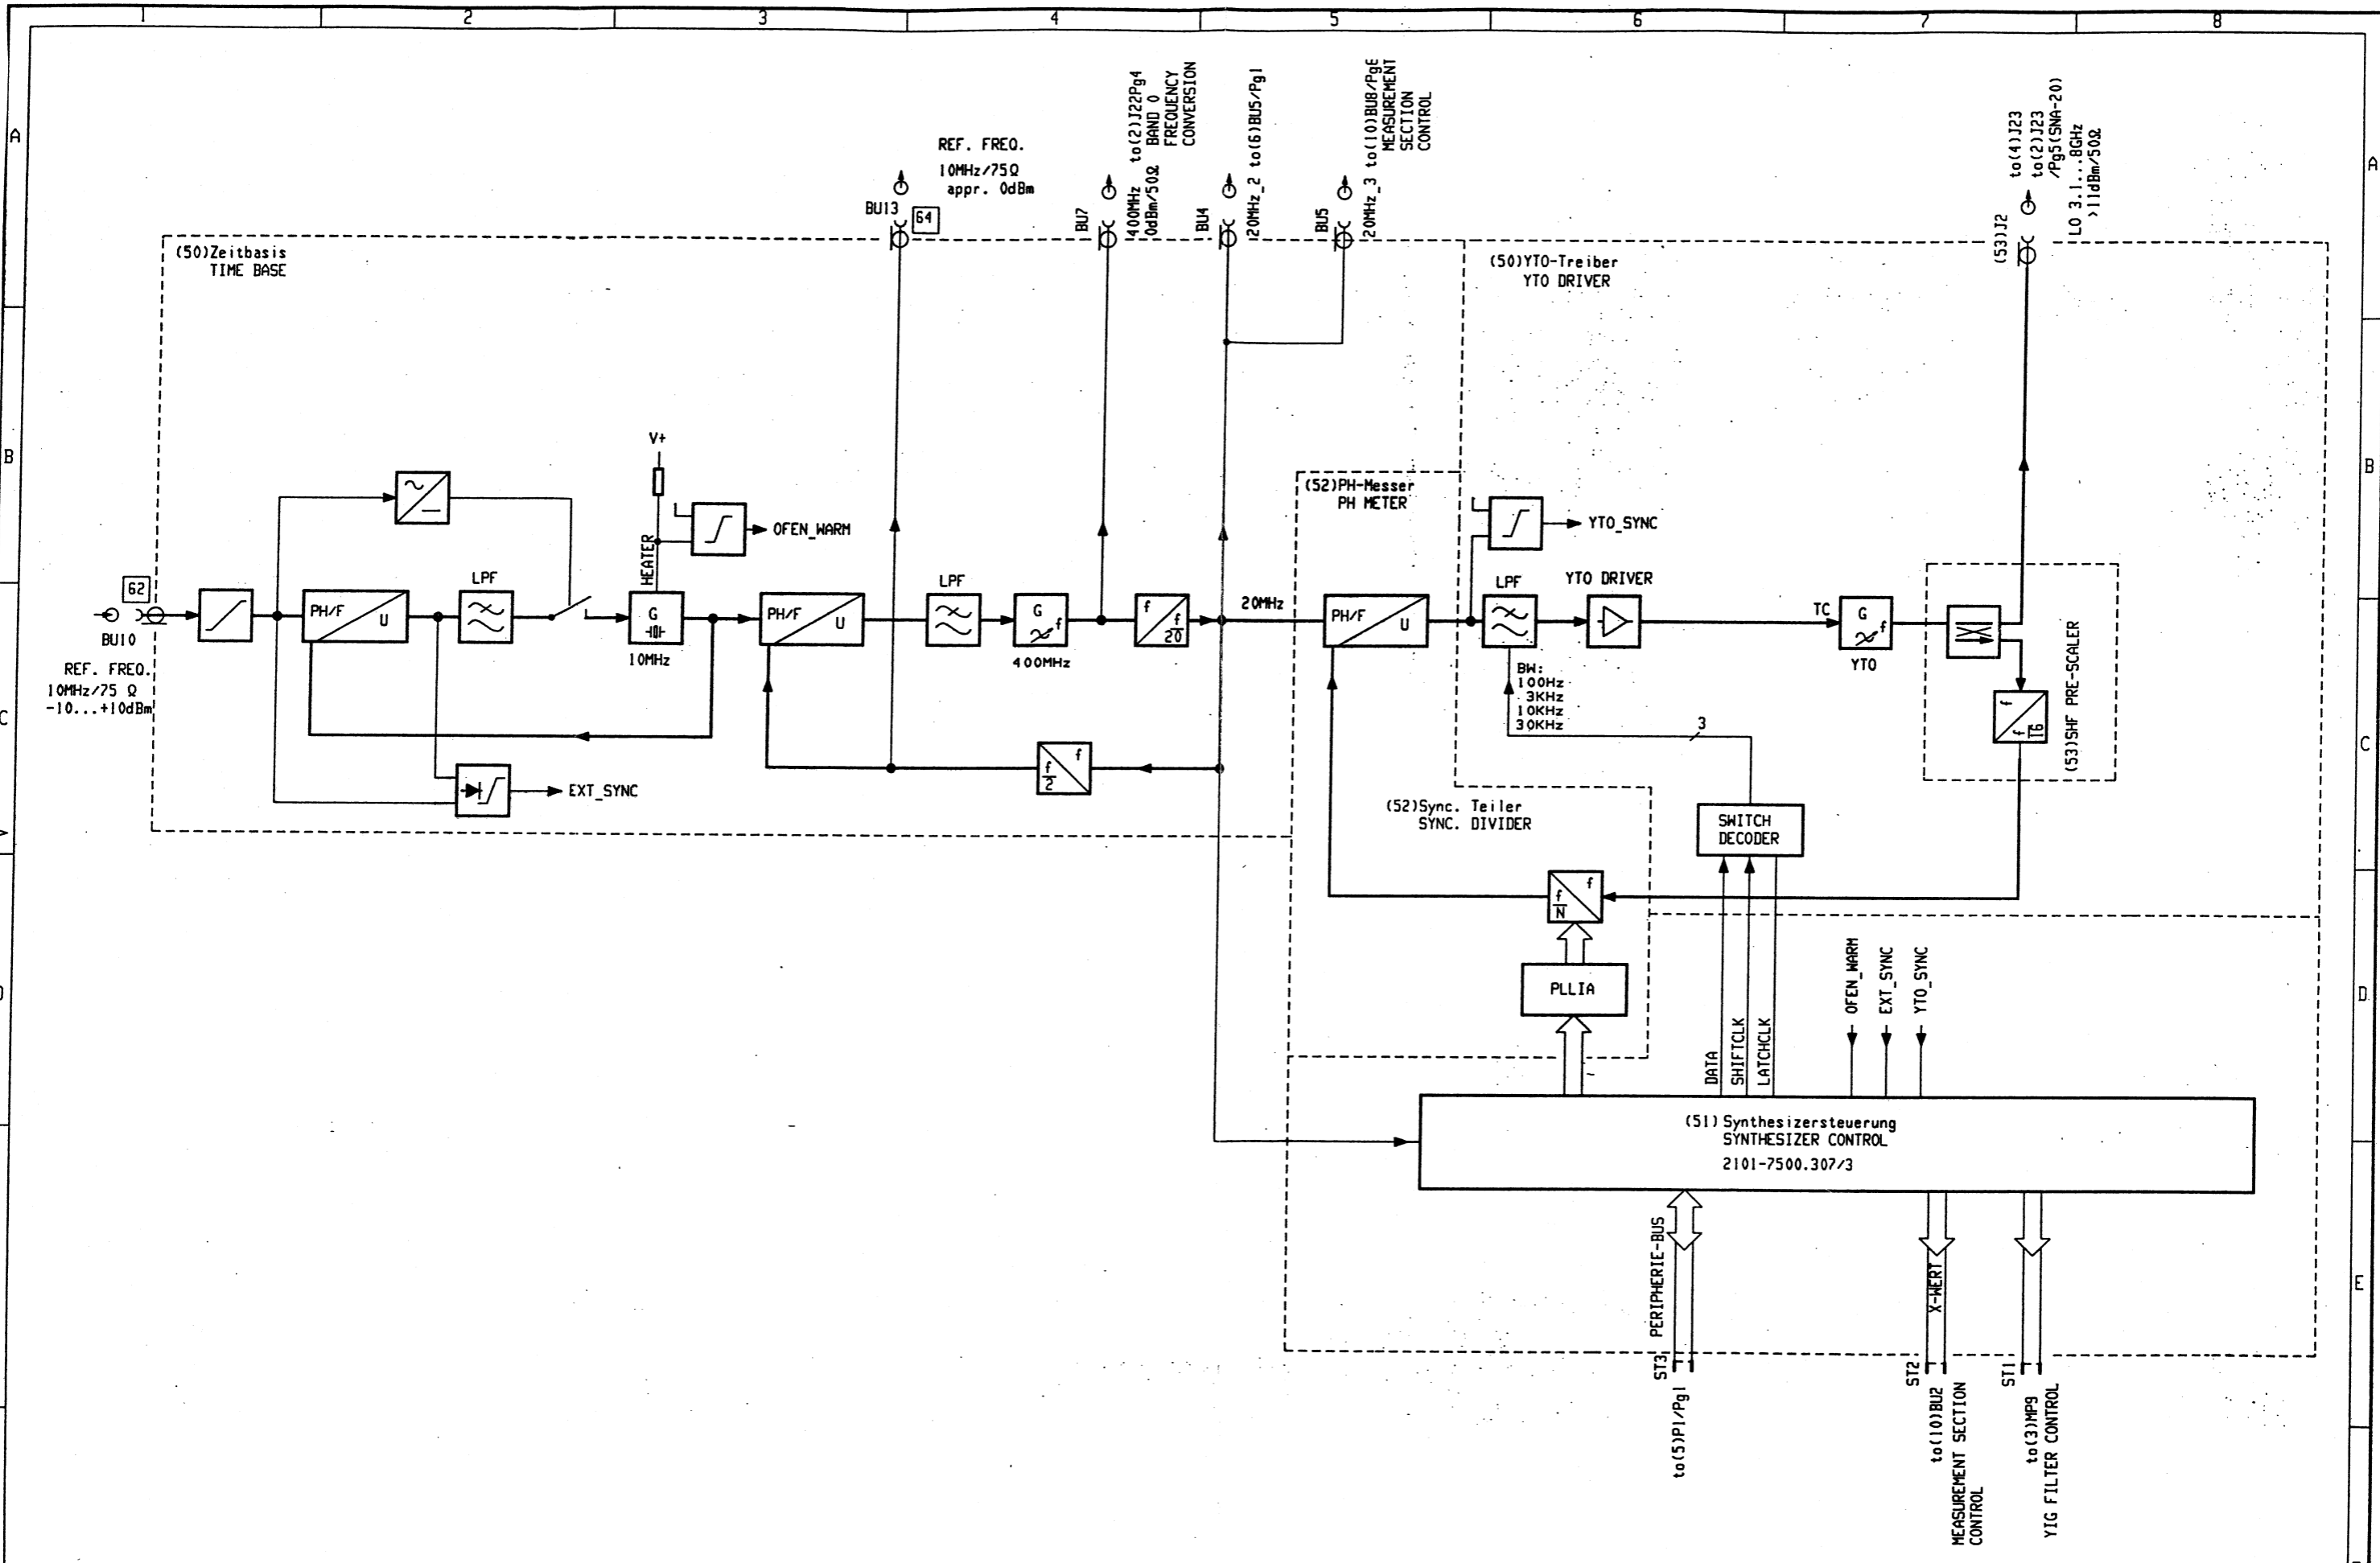 1 2 3 4 5 6 7 8
A
A
B
B
C
C
D
D
E
REF. FREQ.
10MHz/75Ω
appr. 0dBm
BU13
64
BU7
400MHz to(2)J22Pg4
0dBm/50Ω BAND 0
FREQUENCY
CONVERSION
BU4
20MHz_2 to(6)BU5/Pg1
BU5
20MHz_3 to(10)BU8/PgE
MEASUREMENT
SECTION
CONTROL
(53)J2
to(4)J23
to(2)J23
/Pg5(SNA-20)
LO 3.1...8GHz
>11dBm/50Ω
(50)Zeitbasis
TIME BASE
(50)YTO-Treiber
YTO DRIVER
V+
HEATER
OFEN_WARM
(52)PH-Messer
PH METER
YTO_SYNC
62
BU10
REF. FREQ.
10MHz/75 Ω
-10...+10dBm
PH/F
U
LPF
G
10MHz
PH/F
U
LPF
G
f
400MHz
f
f
20
20MHz
PH/F
U
LPF
YTO DRIVER
TC
G
f
YTO
BW:
100Hz
3KHz
10KHz
30KHz
3
f
f
16
(53)SHF PRE-SCALER
f
2
f
EXT_SYNC
(52)Sync. Teiler
SYNC. DIVIDER
SWITCH
DECODER
f
N
f
PLLIA
DATA
SHIFTCLK
LATCHCLK
OFEN_WARM
EXT_SYNC
YTO_SYNC
(51)Synthesizersteuerung
SYNTHESIZER CONTROL
2101-7500.307/3
PERIPHERIE-BUS
X-WERT
ST3
to(5)P1/Pg1
ST2
to(10)BU2
MEASUREMENT SECTION
CONTROL
ST1
to(3)MP9
YIG FILTER CONTROL